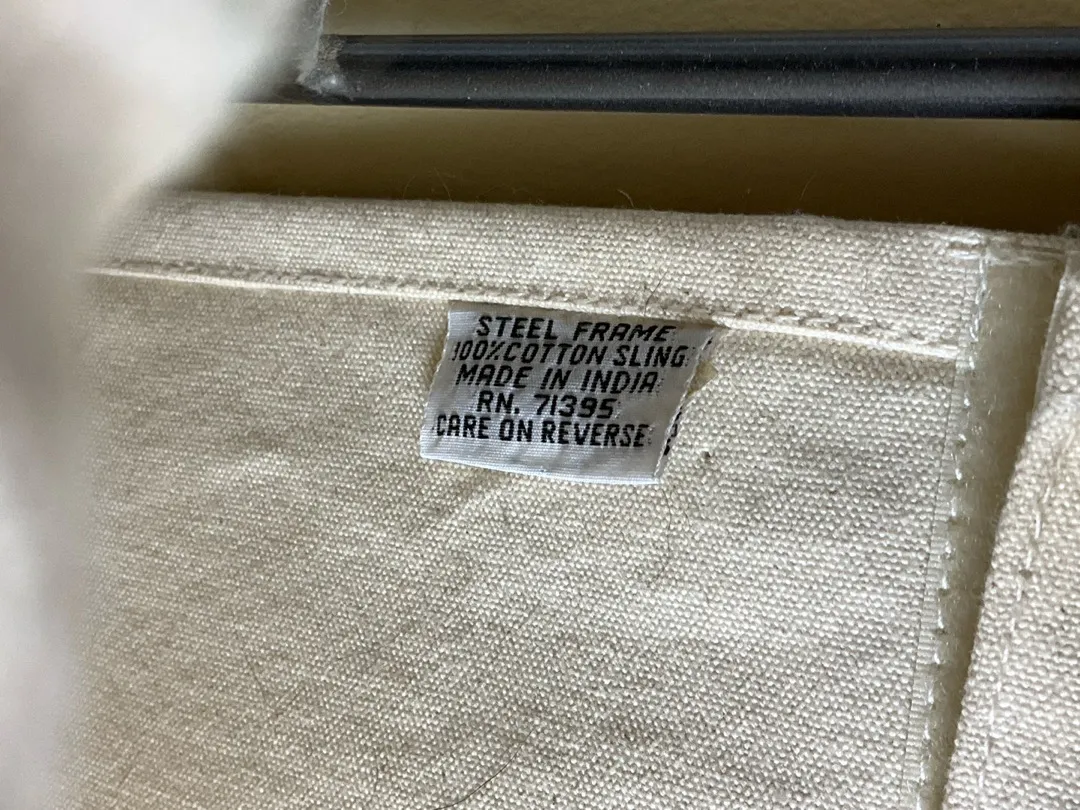 STEEL FRAME
100% COTTON SLING
MADE IN INDIA
RN. 71395
CARE ON REVERSE